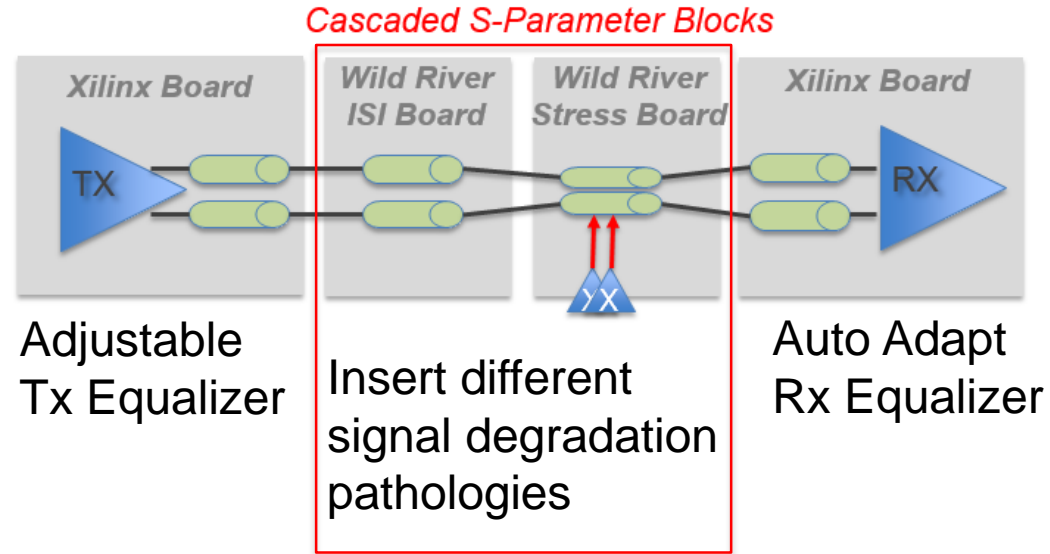 Cascaded S-Parameter Blocks
Xilinx Board
Wild River
ISI Board
Wild River
Stress Board
Xilinx Board
TX
RX
X
Adjustable
Tx Equalizer
Insert different
signal degradation
pathologies
Auto Adapt
Rx Equalizer